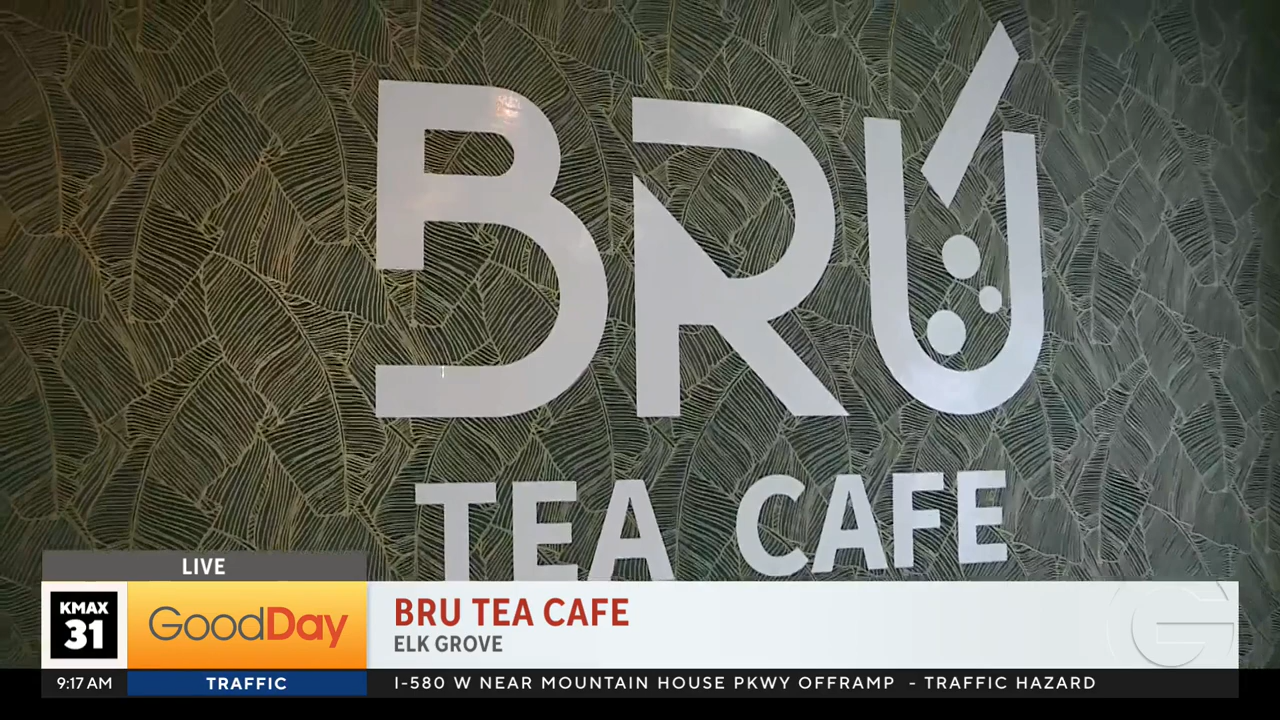 BRÚ
TEA CAFE
LIVE
KMAX
31
GoodDay
BRU TEA CAFE
ELK GROVE
9:17 AM
TRAFFIC
I-580 W NEAR MOUNTAIN HOUSE PKWY OFFRAMP - TRAFFIC HAZARD
G